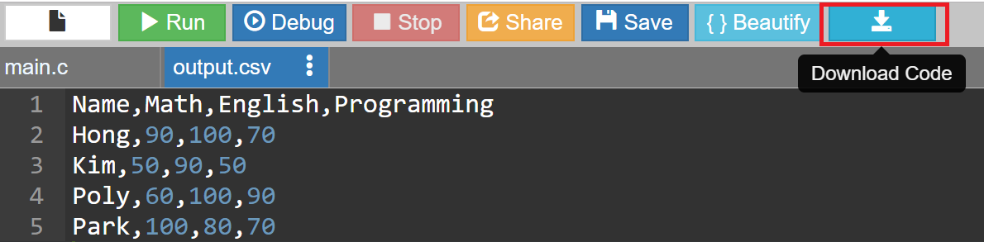 Run Debug Stop Share Save { } Beautify
main.c output.csv
Download Code
1 Name,Math,English,Programming
2 Hong,90,100,70
3 Kim,50,90,50
4 Poly,60,100,90
5 Park,100,80,70